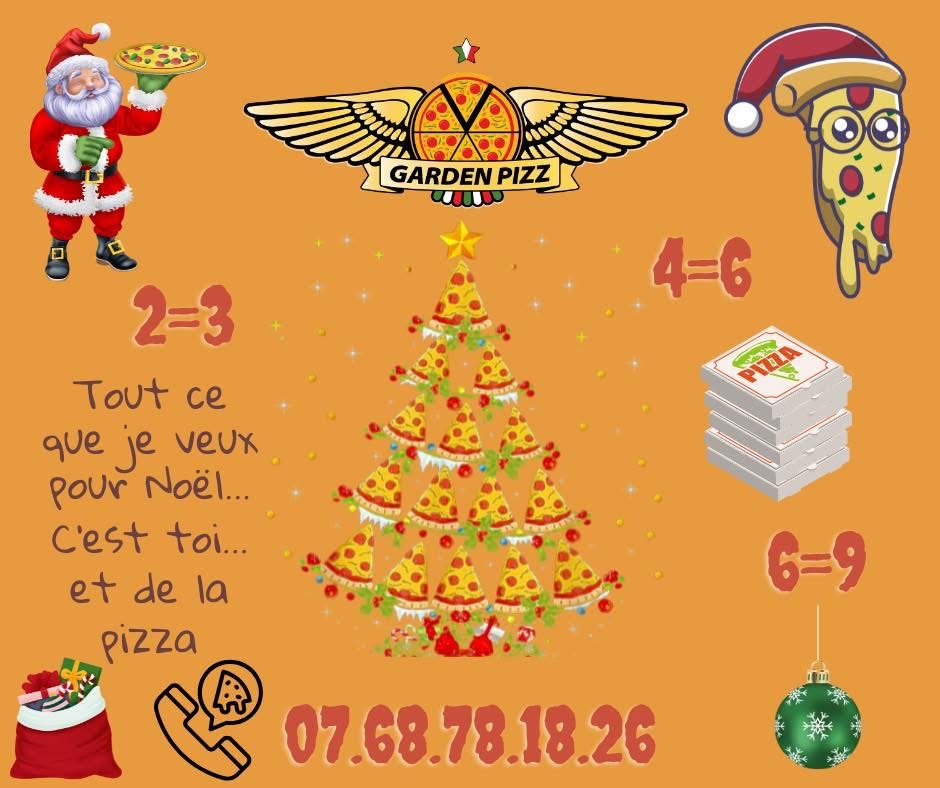 GARDEN PIZZ
4=6
2=3
PIZZA
Tout ce
que je veux
pour Noël...
C'est toi...
et de la
pizza
6=9
07.68.78.18.26